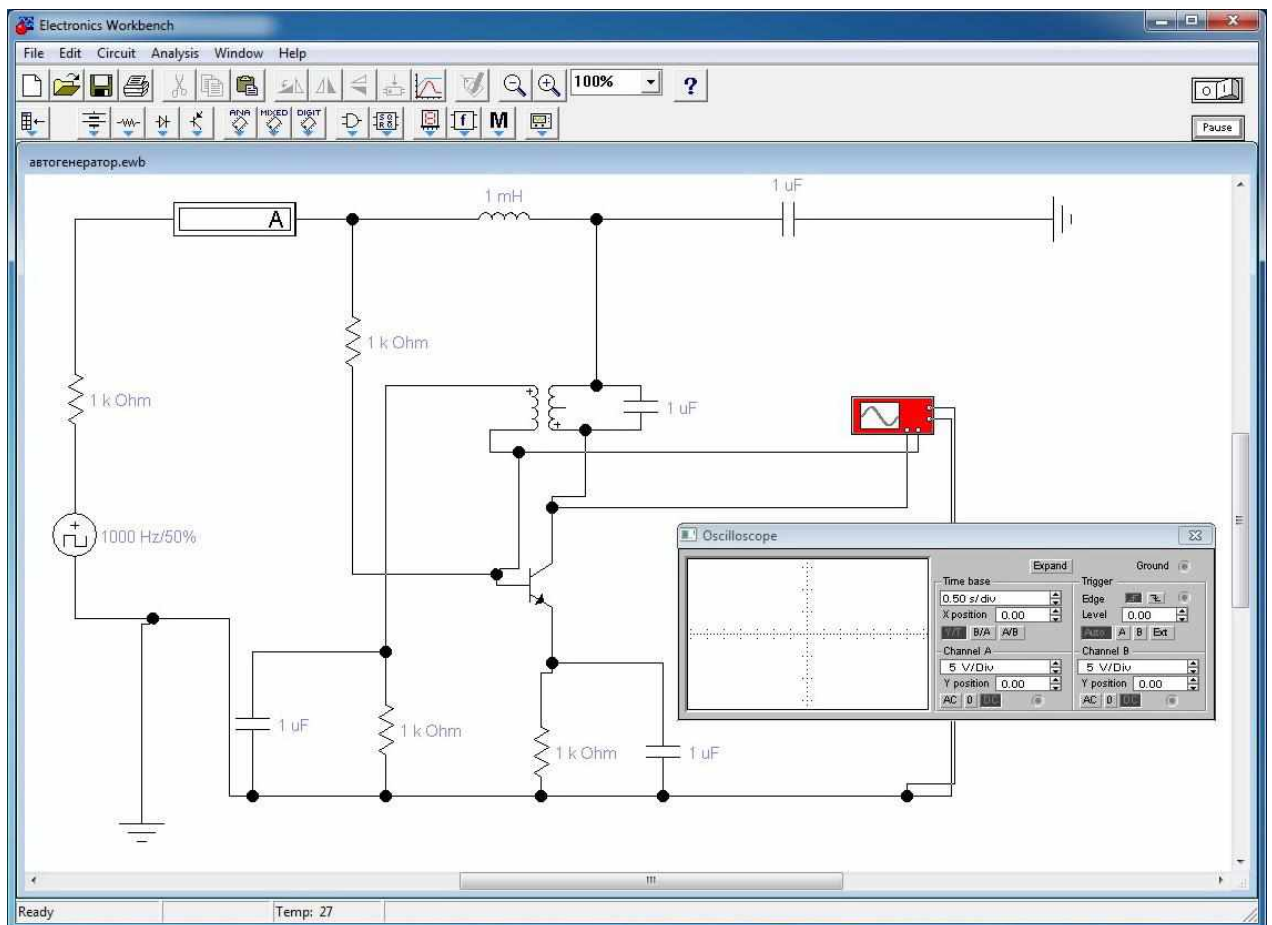 Electronics Workbench
File Edit Circuit Analysis Window Help
100% ?
ANA MIXED DIGIT
f M
Pause
автогенератор.ewb
1 uF
1 mH
A
1 k Ohm
1 k Ohm
1 uF
1000 Hz/50%
Oscilloscope
Expand Ground
Time base Trigger
0.50 s/div Edge
X position 0.00 Level 0.00
Y/T B/A A/B Auto A B Ext
Channel A Channel B
5 V/Div 5 V/Div
Y position 0.00 Y position 0.00
AC 0 DC AC 0 DC
1 uF
1 k Ohm
1 k Ohm
1 uF
Ready Temp: 27